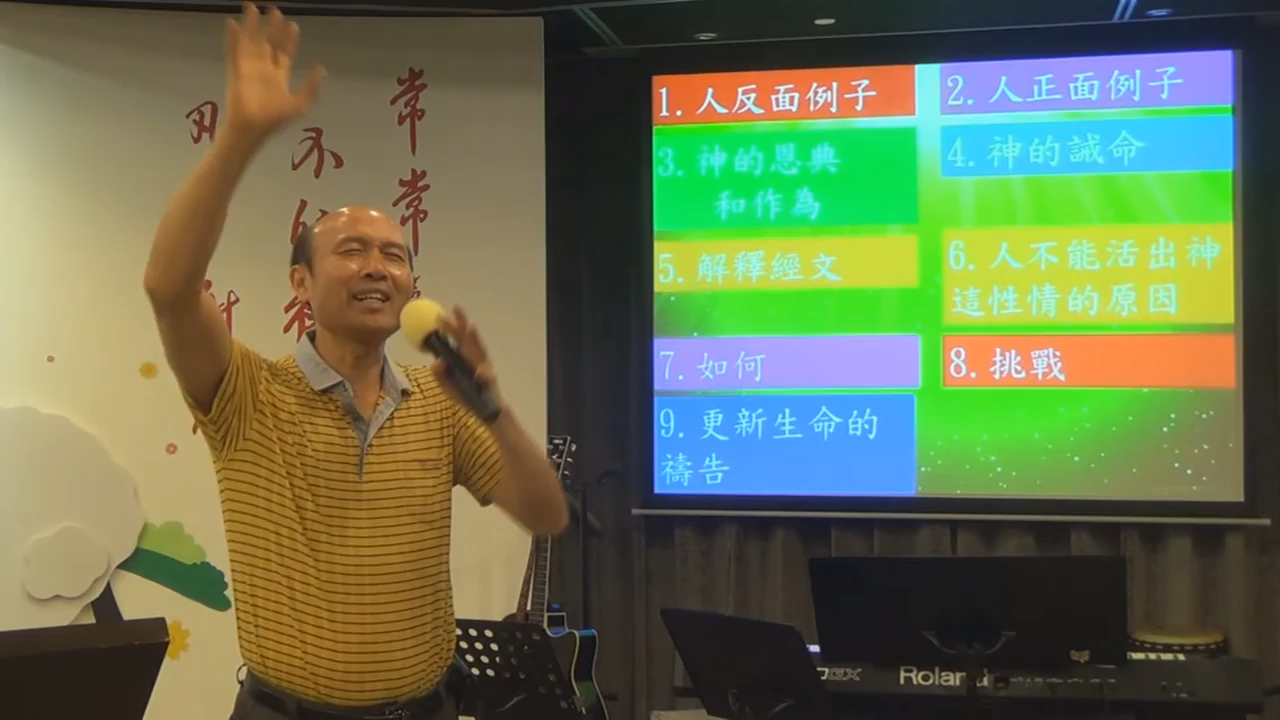 常常
不住
1. 人反面例子
2. 人正面例子
3. 神的恩典
和作為
4. 神的誡命
5. 解釋經文
6. 人不能活出神
這性情的原因
7. 如何
8. 挑戰
9. 更新生命的
禱告
Roland